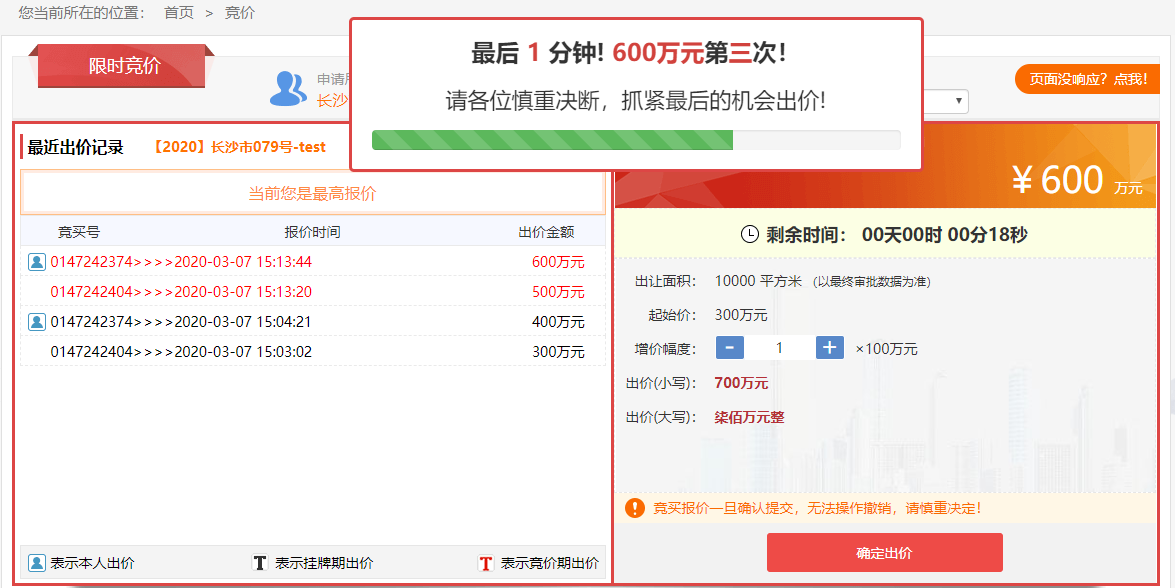 您当前所在的位置： 首页 > 竞价
限时竞价
最后 1 分钟! 600万元第三次!
请各位慎重决断，抓紧最后的机会出价!
申请
长沙
页面没响应？点我!
最近出价记录 【2020】长沙市079号-test
当前您是最高报价
竞买号 报价时间 出价金额
0147242374>>>>2020-03-07 15:13:44 600万元
0147242404>>>>2020-03-07 15:13:20 500万元
0147242374>>>>2020-03-07 15:04:21 400万元
0147242404>>>>2020-03-07 15:03:02 300万元
表示本人出价 T 表示挂牌期出价 T 表示竞价期出价
￥600 万元
剩余时间： 00天00时 00分18秒
出让面积： 10000 平方米 (以最终审批数据为准)
起始价： 300万元
增价幅度： - 1 + ×100万元
出价(小写)： 700万元
出价(大写)： 柒佰万元整
竞买报价一旦确认提交，无法操作撤销，请慎重决定!
确定出价